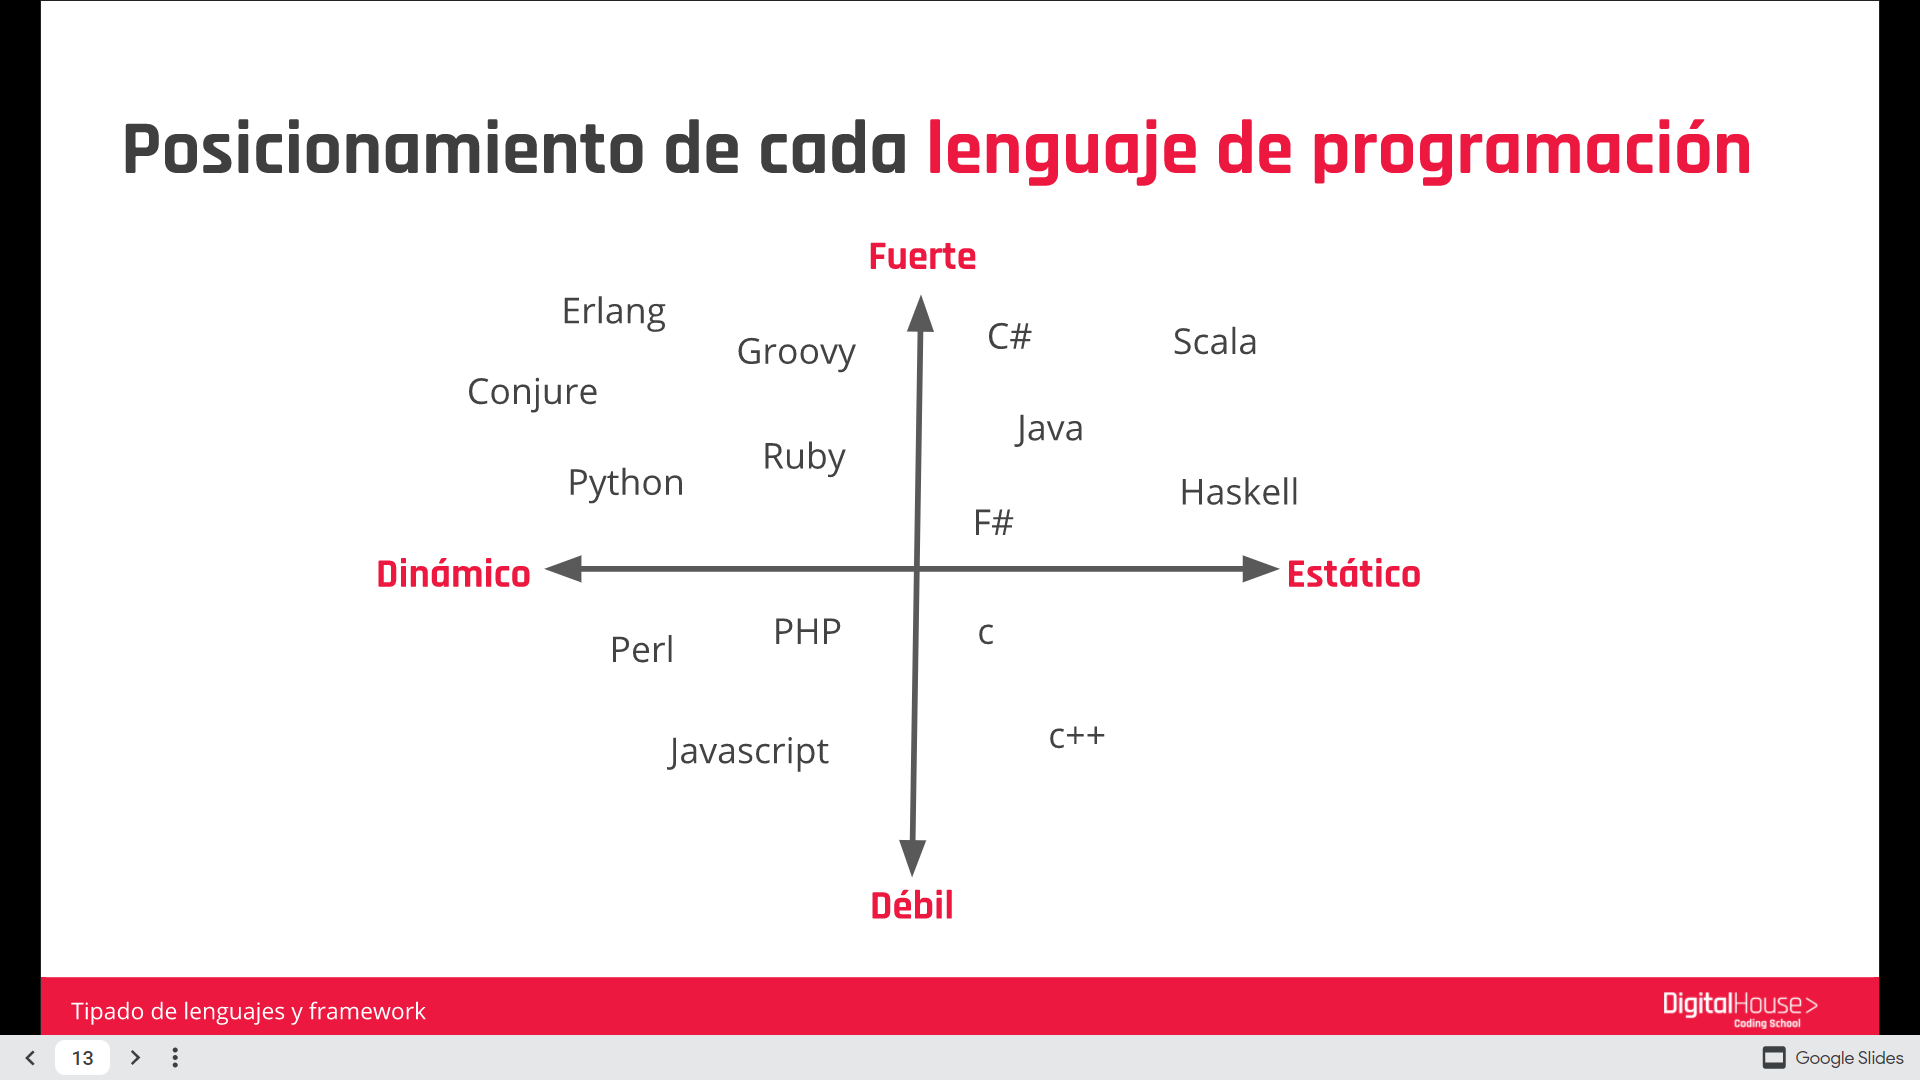 Posicionamiento de cada lenguaje de programación
Fuerte
Erlang
Groovy
C#
Scala
Conjure
Java
Ruby
Python
Haskell
F#
Dinámico
Estático
PHP
c
Perl
Javascript
c++
Débil
Tipado de lenguajes y framework
DigitalHouse>
Coding School
13
Google Slides